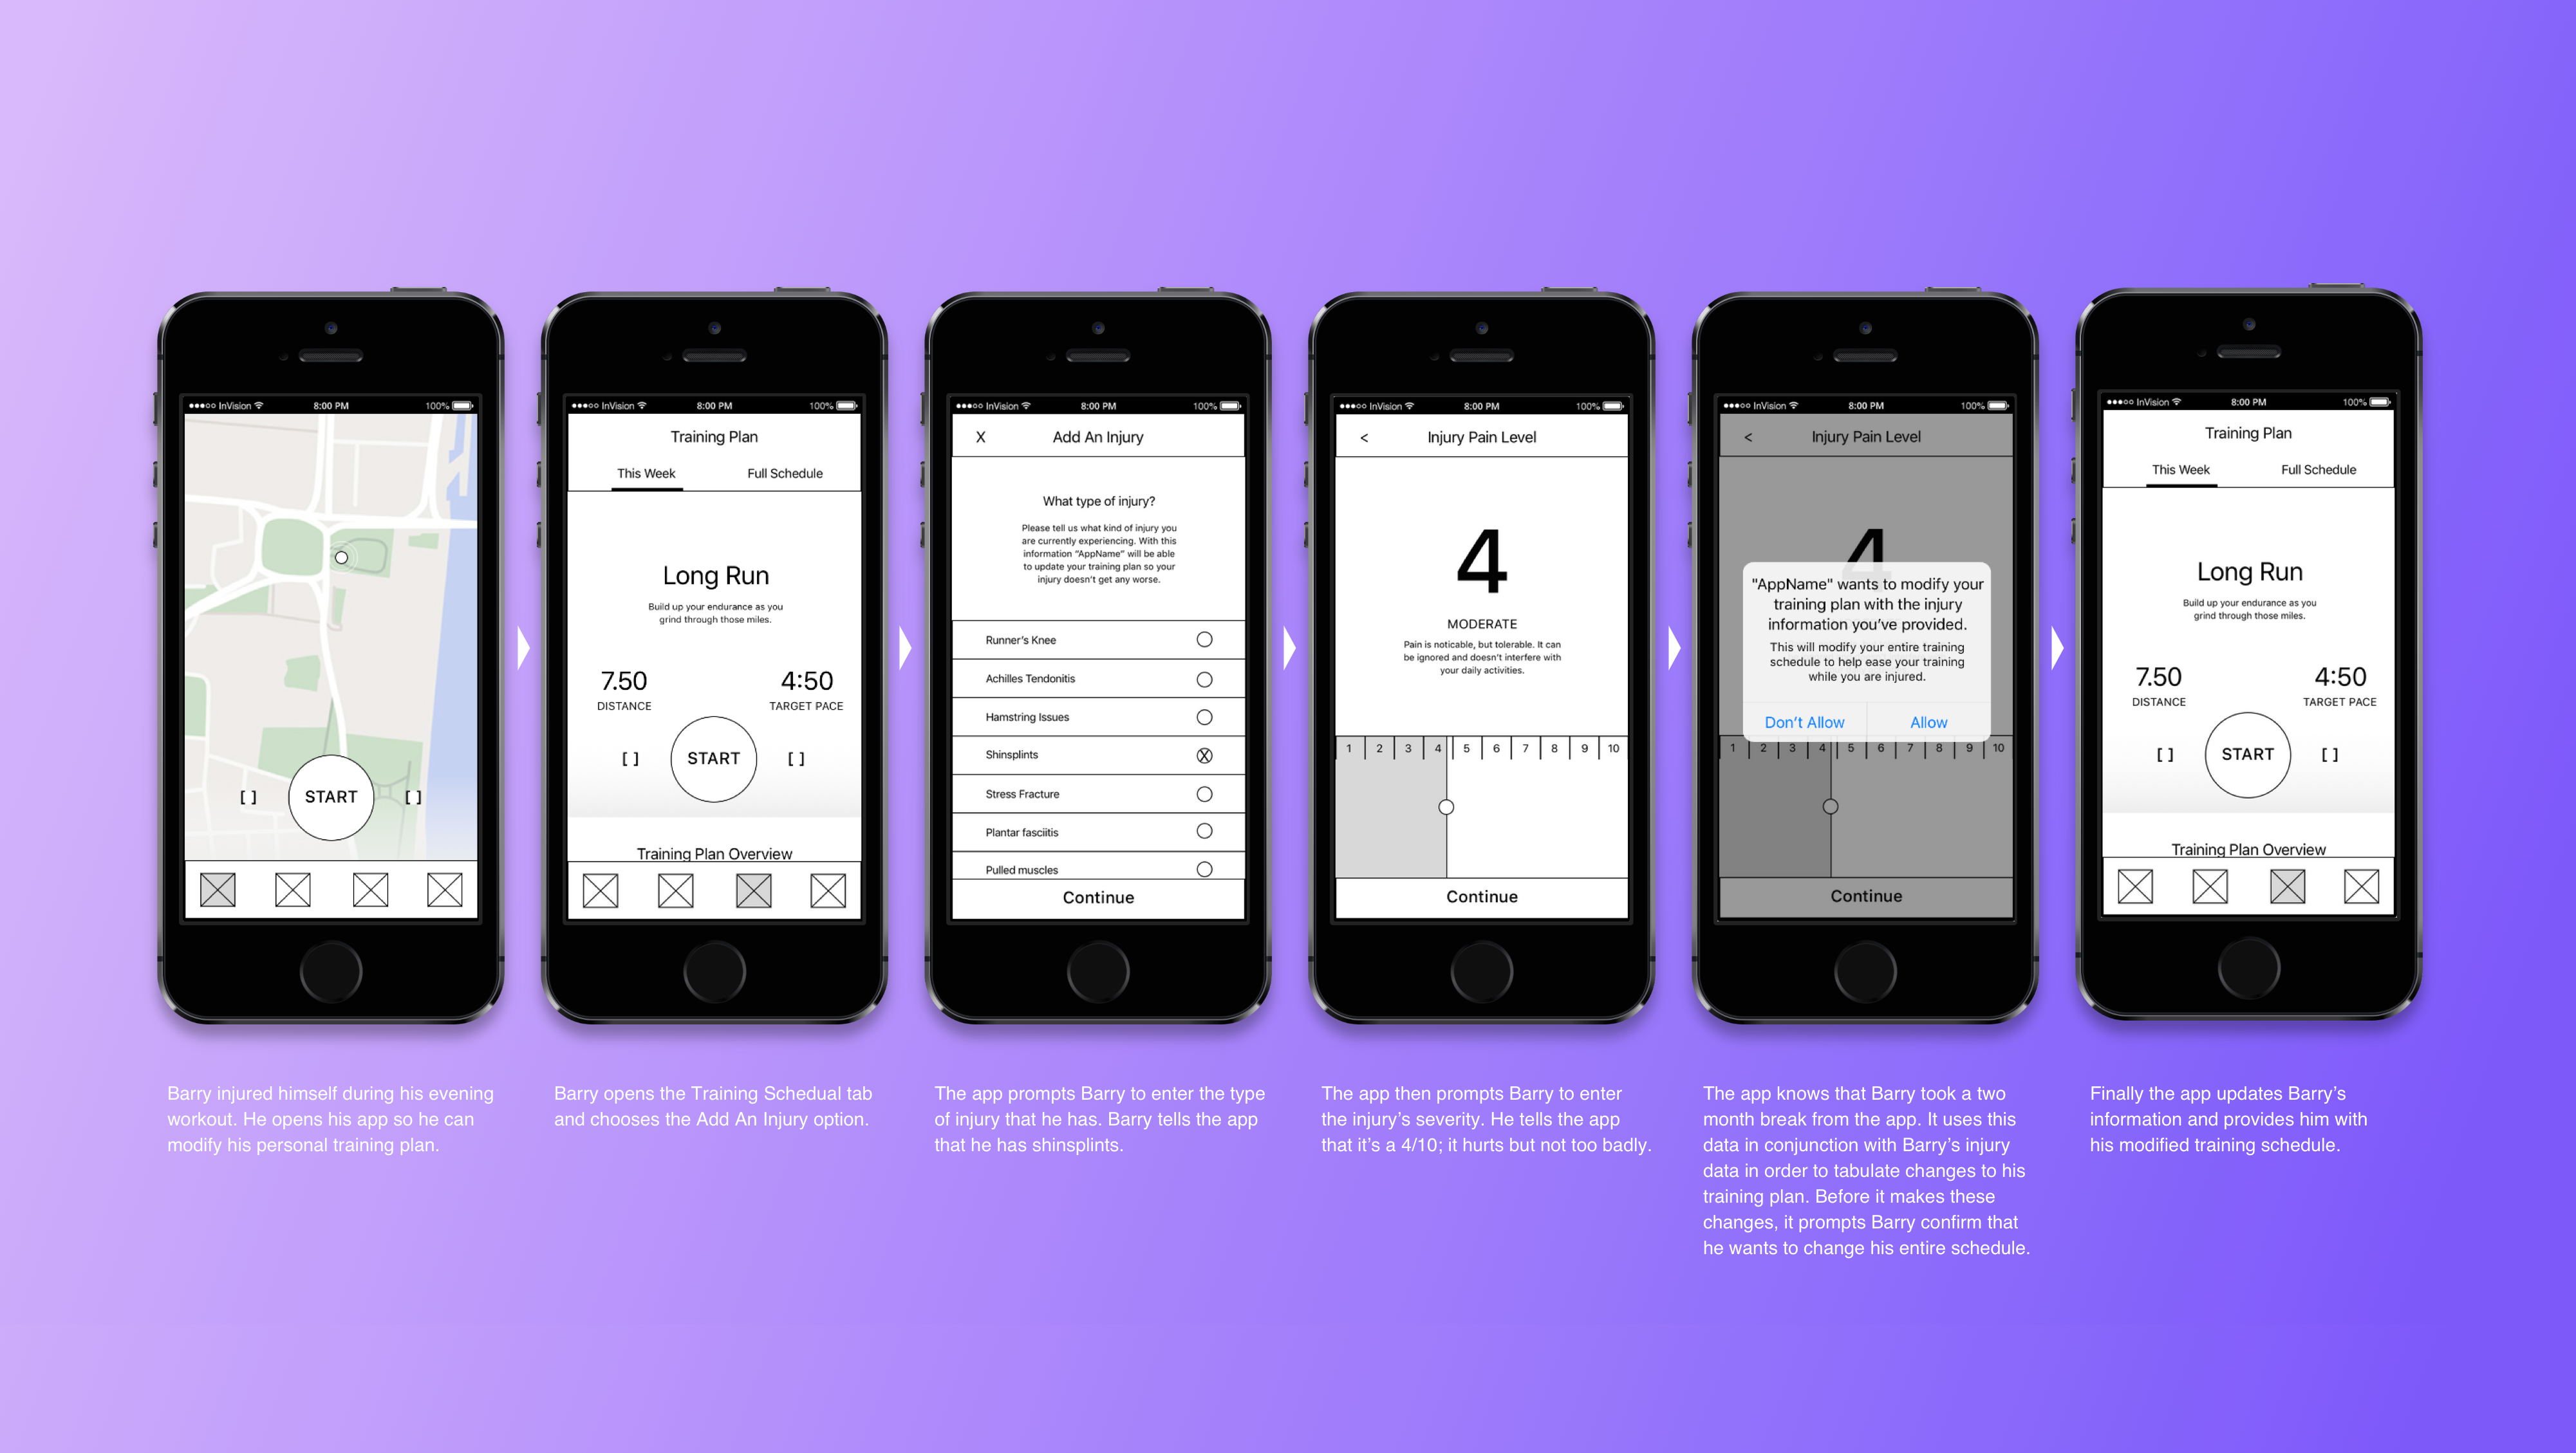 InVision 8:00 PM 100%
[ ] START [ ]
Barry injured himself during his evening
workout. He opens his app so he can
modify his personal training plan.
InVision 8:00 PM 100%
Training Plan
This Week Full Schedule
Long Run
Build up your endurance as you
grind through those miles.
7.50 4:50
DISTANCE TARGET PACE
[ ] START [ ]
Training Plan Overview
Barry opens the Training Schedual tab
and chooses the Add An Injury option.
InVision 8:00 PM 100%
X Add An Injury
What type of injury?
Please tell us what kind of injury you
are currently experiencing. With this
information "AppName" will be able
to update your training plan so your
injury doesn't get any worse.
Runner's Knee
Achilles Tendonitis
Hamstring Issues
Shinsplints X
Stress Fracture
Plantar fasciitis
Pulled muscles
Continue
The app prompts Barry to enter the type
of injury that he has. Barry tells the app
that he has shinsplints.
InVision 8:00 PM 100%
< Injury Pain Level
4
MODERATE
Pain is noticable, but tolerable. It can
be ignored and doesn't interfere with
your daily activities.
1 2 3 4 5 6 7 8 9 10
Continue
The app then prompts Barry to enter
the injury's severity. He tells the app
that it's a 4/10; it hurts but not too badly.
InVision 8:00 PM 100%
< Injury Pain Level
4
"AppName" wants to modify your
training plan with the injury
information you've provided.
This will modify your entire training
schedule to help ease your training
while you are injured.
Don't Allow Allow
1 2 3 4 5 6 7 8 9 10
Continue
The app knows that Barry took a two
month break from the app. It uses this
data in conjunction with Barry's injury
data in order to tabulate changes to his
training plan. Before it makes these
changes, it prompts Barry confirm that
he wants to change his entire schedule.
InVision 8:00 PM 100%
Training Plan
This Week Full Schedule
Long Run
Build up your endurance as you
grind through those miles.
7.50 4:50
DISTANCE TARGET PACE
[ ] START [ ]
Training Plan Overview
Finally the app updates Barry's
information and provides him with
his modified training schedule.